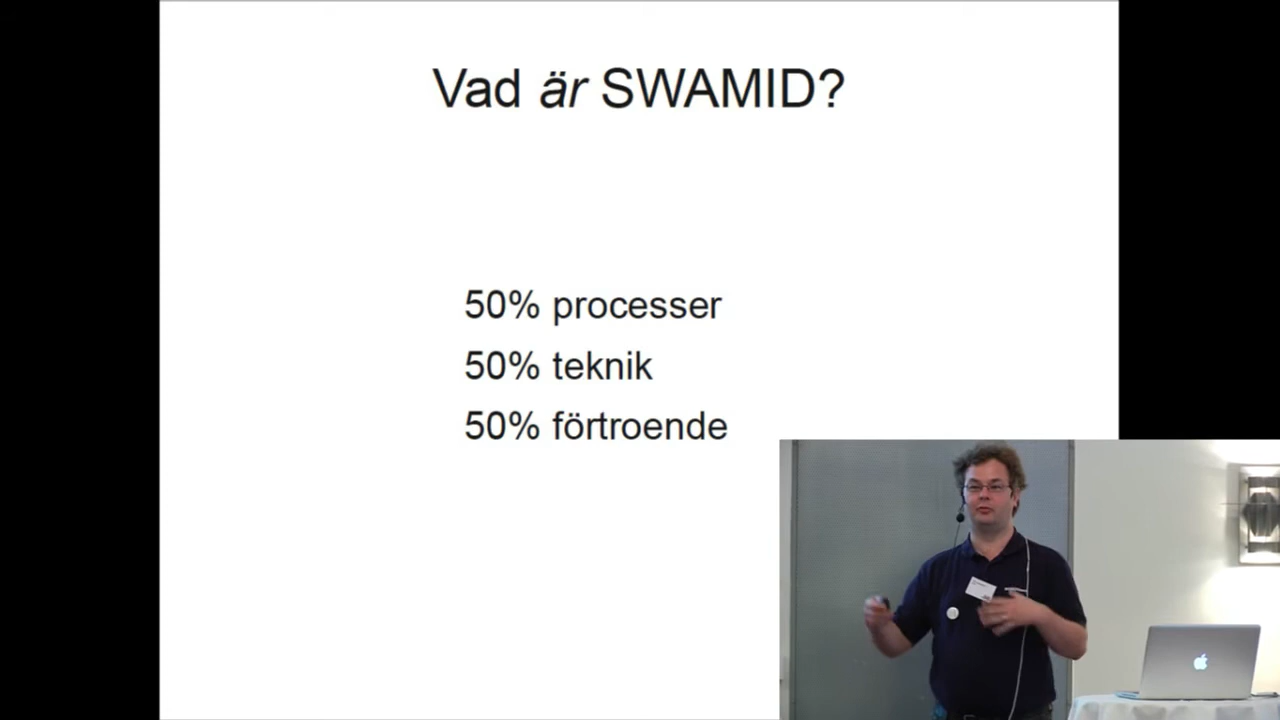 Vad är SWAMID?
50% processer
50% teknik
50% förtroende